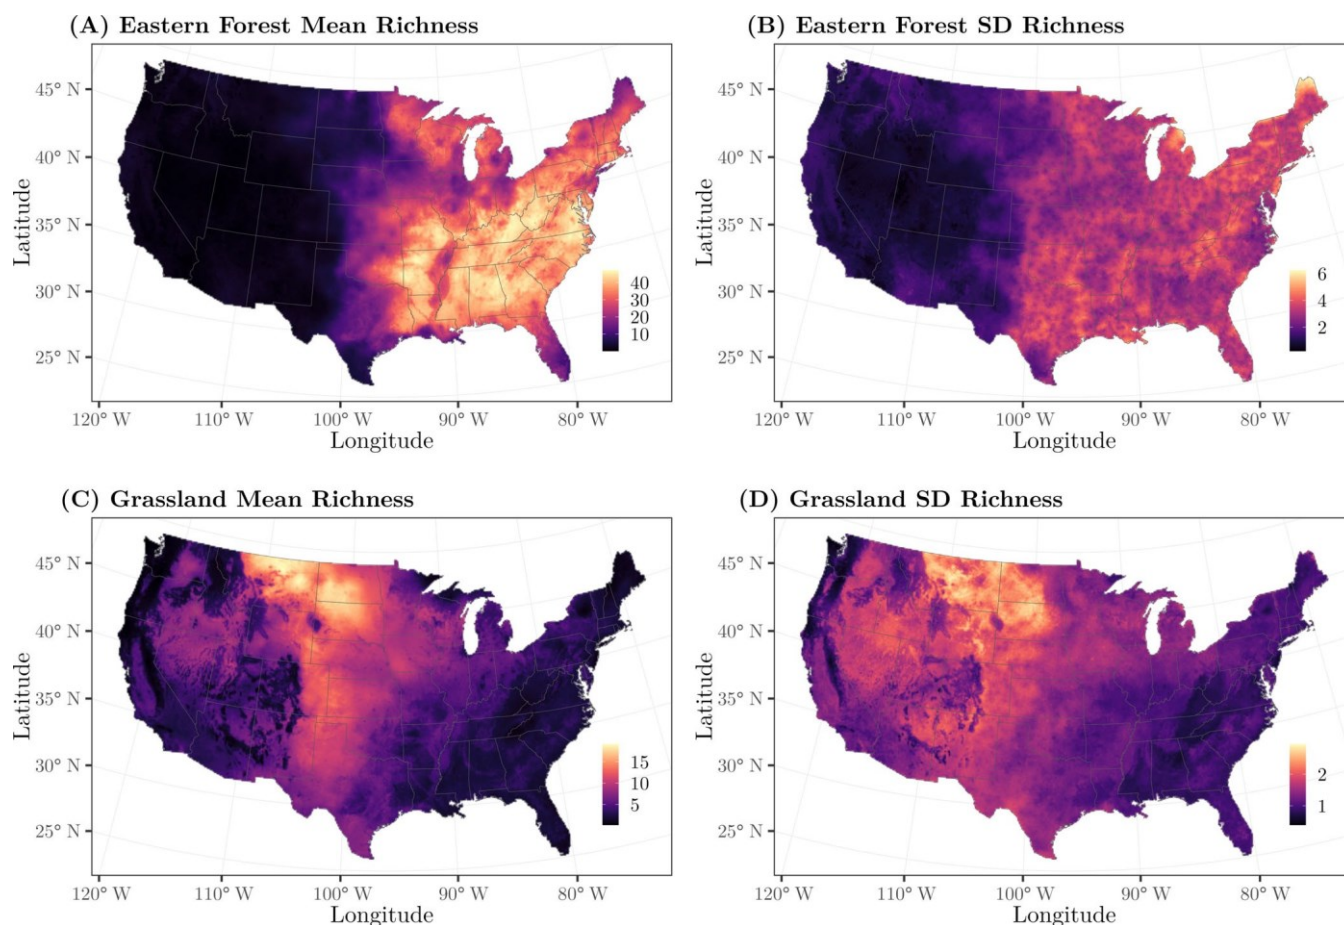 (A) Eastern Forest Mean Richness
Latitude
45° N
40° N
35° N
30° N
25° N
40
30
20
10
120° W
110° W
100° W
90° W
80° W
Longitude
(B) Eastern Forest SD Richness
Latitude
45° N
40° N
35° N
30° N
25° N
6
4
2
120° W
110° W
100° W
90° W
80° W
Longitude
(C) Grassland Mean Richness
Latitude
45° N
40° N
35° N
30° N
25° N
15
10
5
120° W
110° W
100° W
90° W
80° W
Longitude
(D) Grassland SD Richness
Latitude
45° N
40° N
35° N
30° N
25° N
2
1
120° W
110° W
100° W
90° W
80° W
Longitude